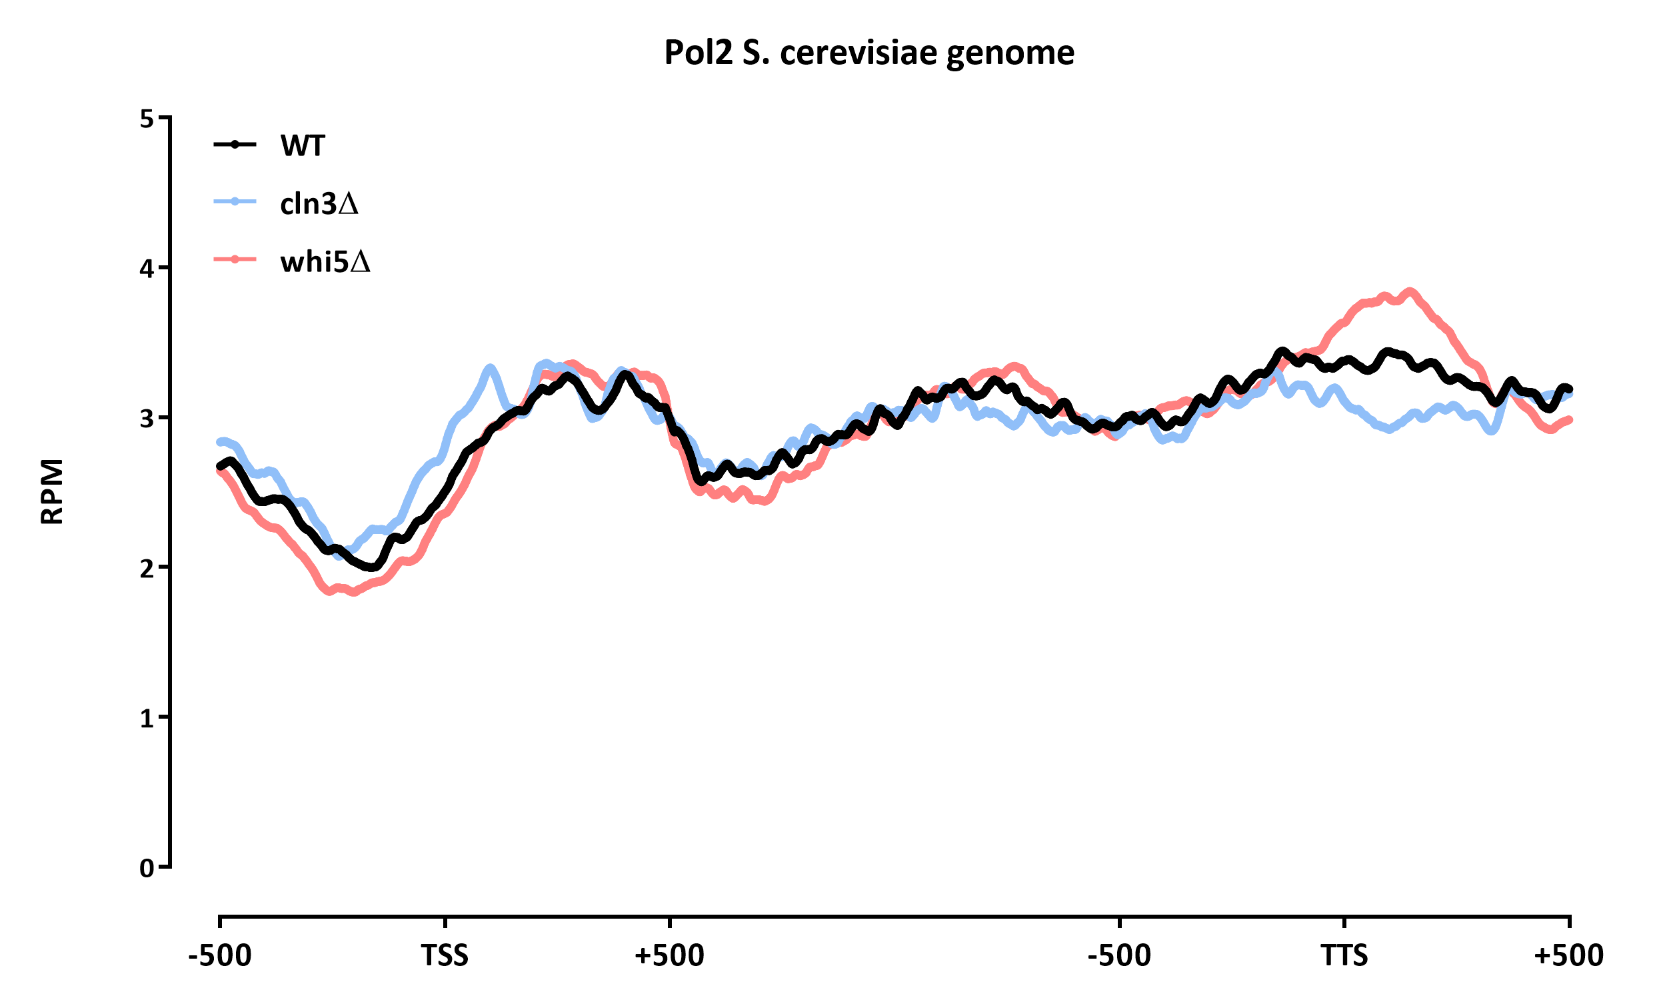 Pol2 S. cerevisiae genome
5
WT
cln3Δ
whi5Δ
4
3
RPM
2
1
0
-500 TSS +500 -500 TTS +500